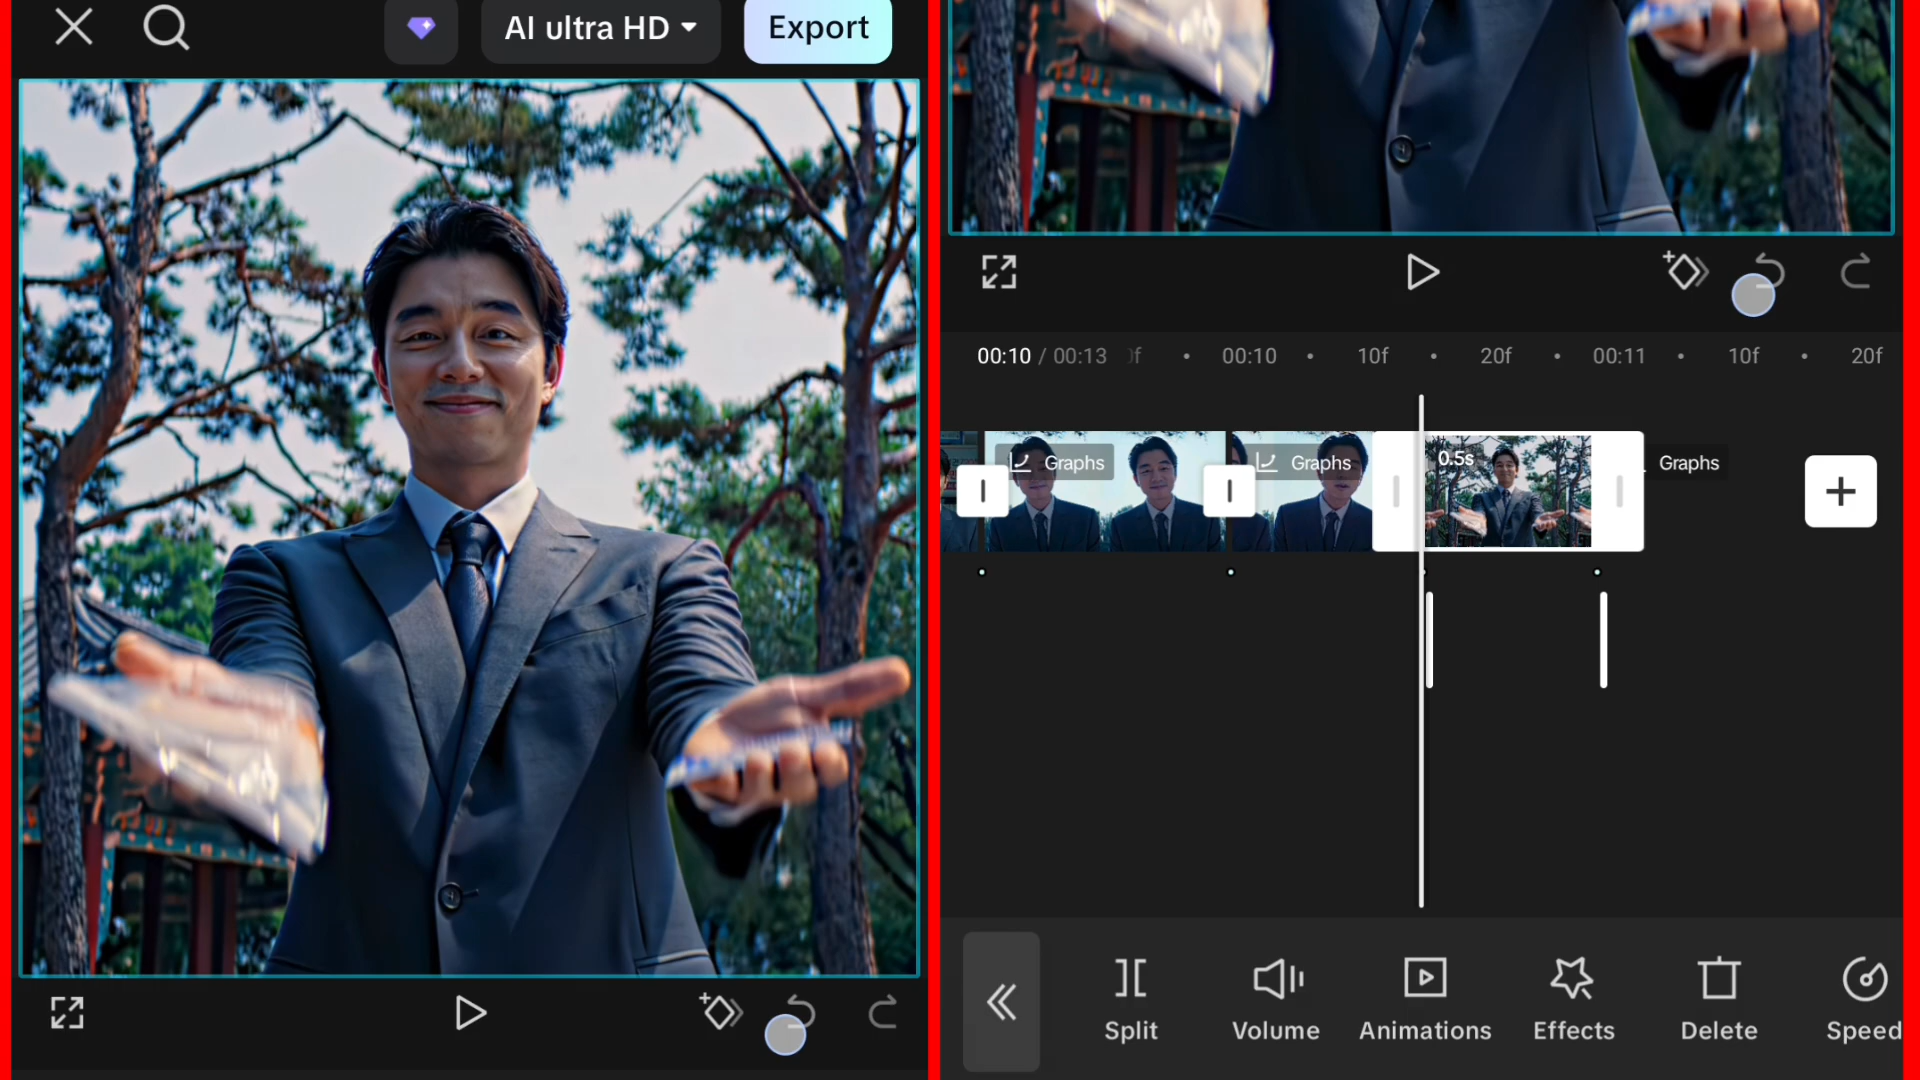 AI ultra HD
Export
00:10 / 00:13
00:10
10f
20f
00:11
10f
20f
Graphs
Graphs
0.5s
Graphs
Split
Volume
Animations
Effects
Delete
Speed